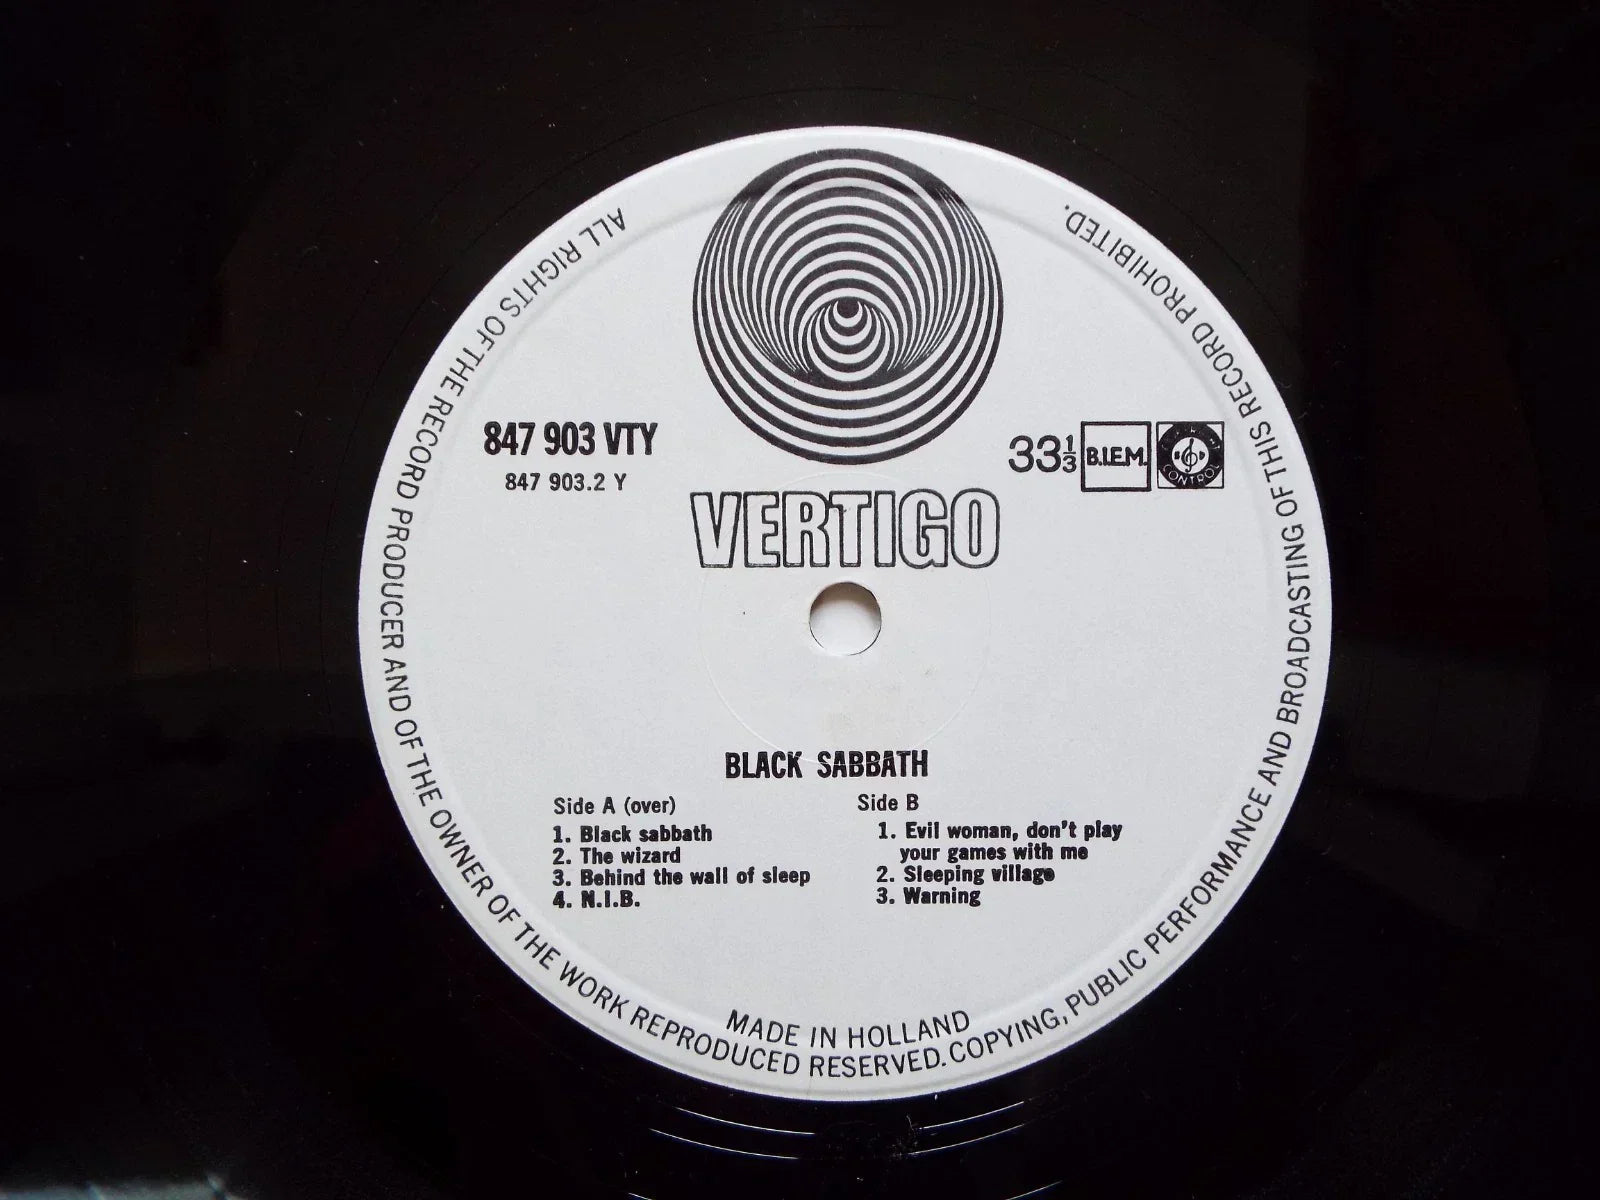 ALL RIGHTS OF THE RECORD PRODUCER AND OF THE OWNER OF THE WORK REPRODUCED RESERVED. COPYING, PUBLIC PERFORMANCE AND BROADCASTING OF THIS RECORD PROHIBITED.
847 903 VTY
847 903.2 Y
33⅓
B.I.E.M.
CONTROL
VERTIGO
BLACK SABBATH
Side A (over)
1. Black sabbath
2. The wizard
3. Behind the wall of sleep
4. N.I.B.
Side B
1. Evil woman, don't play
your games with me
2. Sleeping village
3. Warning
MADE IN HOLLAND